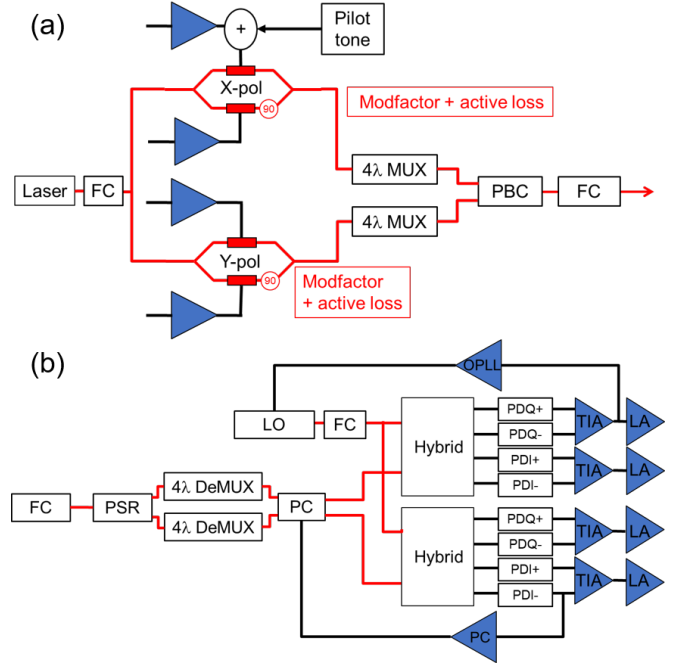 (a)
Pilot
tone
+
X-pol
90
Modfactor + active loss
4λ MUX
Laser
FC
PBC
FC
4λ MUX
Y-pol
90
Modfactor
+ active loss
(b)
OPLL
LO
FC
Hybrid
PDQ+
PDQ-
PDI+
PDI-
TIA
LA
TIA
LA
FC
PSR
4λ DeMUX
4λ DeMUX
PC
Hybrid
PDQ+
PDQ-
PDI+
PDI-
TIA
LA
TIA
LA
PC